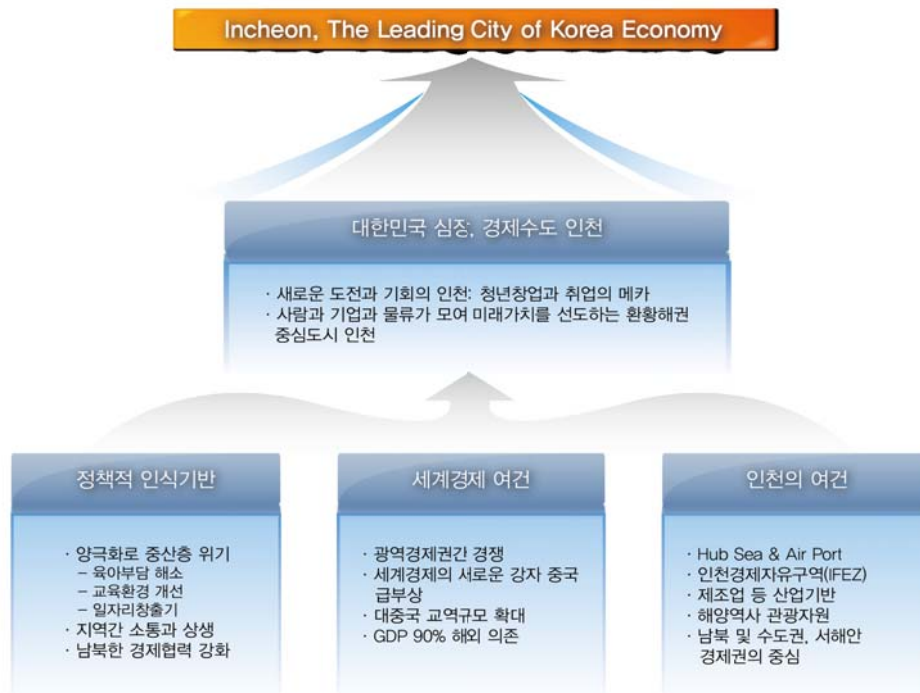 Incheon, The Leading City of Korea Economy
대한민국 심장, 경제수도 인천
· 새로운 도전과 기회의 인천: 청년창업과 취업의 메카
· 사람과 기업과 물류가 모여 미래가치를 선도하는 환황해권
중심도시 인천
정책적 인식기반
· 양극화로 중산층 위기
– 육아부담 해소
– 교육환경 개선
– 일자리창출기
· 지역간 소통과 상생
· 남북한 경제협력 강화
세계경제 여건
· 광역경제권간 경쟁
· 세계경제의 서로운 강자 중국
급부상
· 대중국 교역규모 확대
· GDP 90% 해외 의존
인천의 여건
· Hub Sea & Air Port
· 인천경제자유구역(IFEZ)
· 제조업 등 산업기반
· 해양역사 관광자원
· 남북 및 수도권, 서해안
경제권의 중심